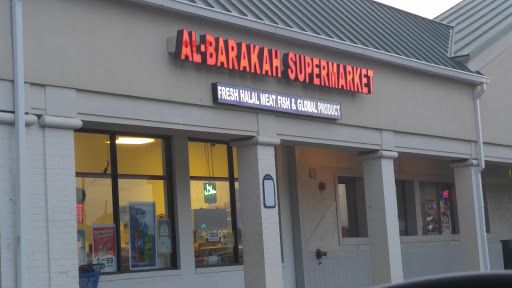 AL-BARAKAH SUPERMARKET
FRESH HALAL MEAT, FISH & GLOBAL PRODUCT